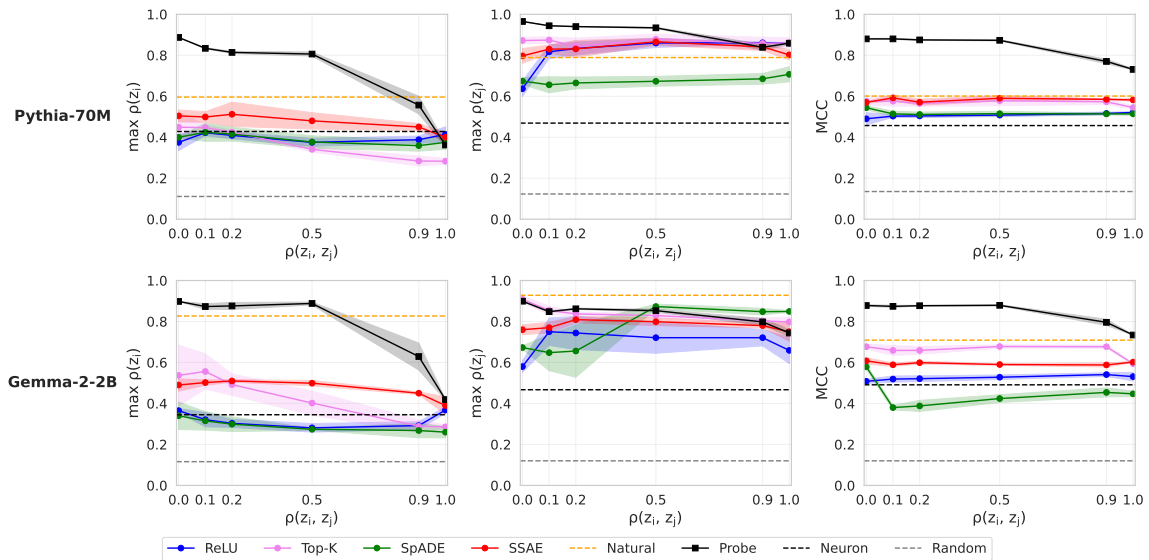 Pythia-70M
max ρ(zᵢ)
1.0
0.8
0.6
0.4
0.2
0.0
0.0 0.1 0.2 0.5 0.9 1.0
ρ(zᵢ, zⱼ)
max ρ(zⱼ)
1.0
0.8
0.6
0.4
0.2
0.0
0.0 0.1 0.2 0.5 0.9 1.0
ρ(zᵢ, zⱼ)
MCC
1.0
0.8
0.6
0.4
0.2
0.0
0.0 0.1 0.2 0.5 0.9 1.0
ρ(zᵢ, zⱼ)
Gemma-2-2B
max ρ(zᵢ)
1.0
0.8
0.6
0.4
0.2
0.0
0.0 0.1 0.2 0.5 0.9 1.0
ρ(zᵢ, zⱼ)
max ρ(zⱼ)
1.0
0.8
0.6
0.4
0.2
0.0
0.0 0.1 0.2 0.5 0.9 1.0
ρ(zᵢ, zⱼ)
MCC
1.0
0.8
0.6
0.4
0.2
0.0
0.0 0.1 0.2 0.5 0.9 1.0
ρ(zᵢ, zⱼ)
ReLU Top-K SpADE SSAE Natural Probe Neuron Random